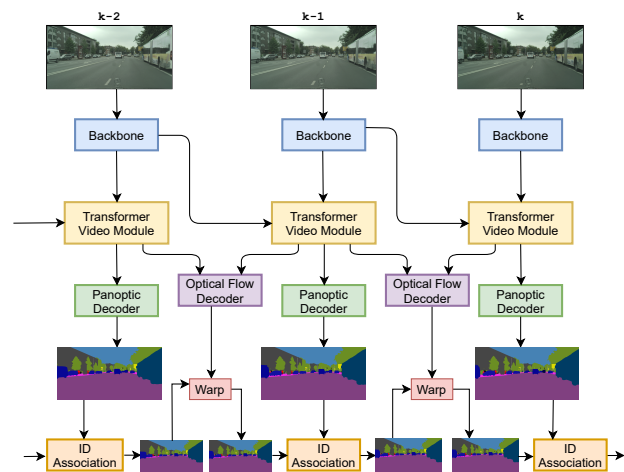 k-2
k-1
k
Backbone
Backbone
Backbone
Transformer
Video Module
Transformer
Video Module
Transformer
Video Module
Panoptic
Decoder
Optical Flow
Decoder
Panoptic
Decoder
Optical Flow
Decoder
Panoptic
Decoder
Warp
Warp
ID
Association
ID
Association
ID
Association